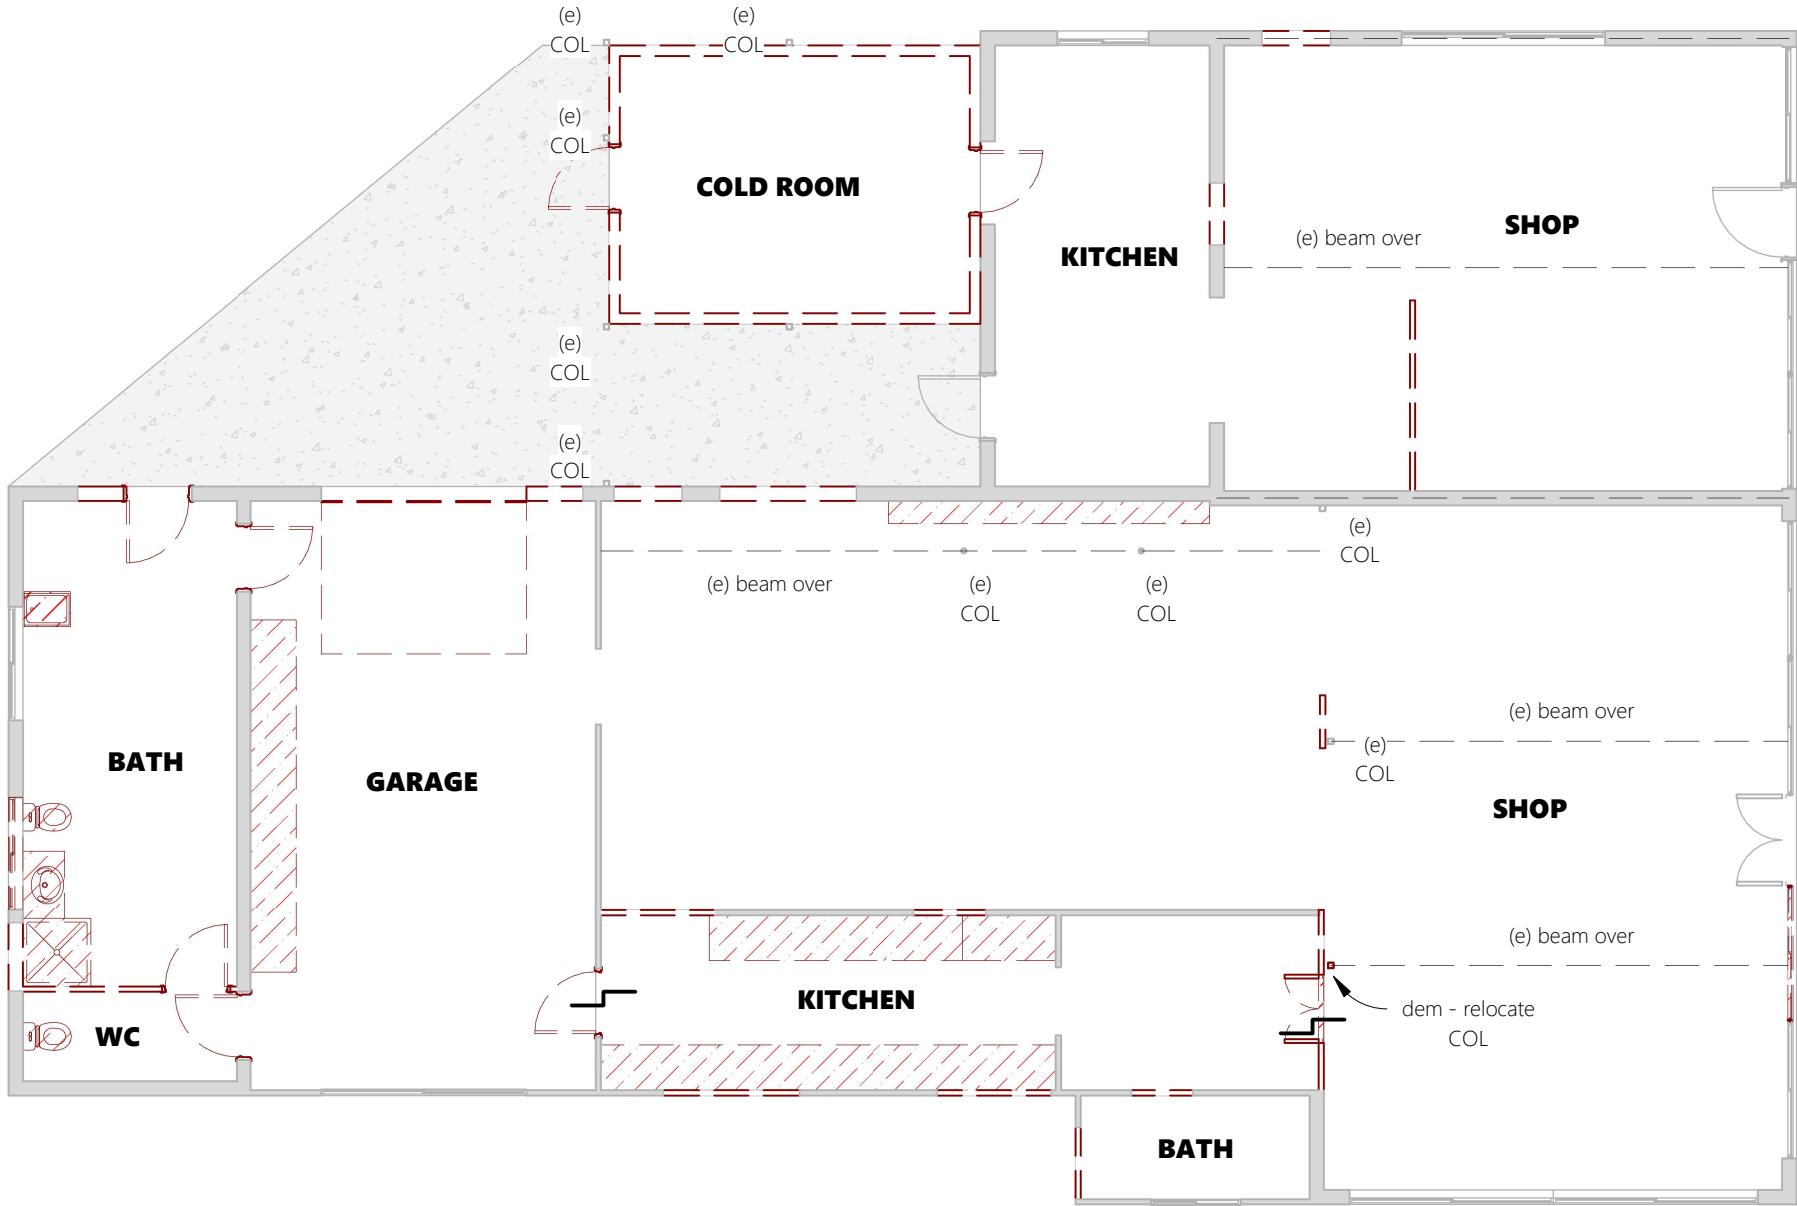 (e)
COL
(e)
COL
(e)
COL
COLD ROOM
KITCHEN
SHOP
(e) beam over
(e)
COL
(e)
COL
(e)
COL
(e) beam over
(e)
COL
(e)
COL
(e) beam over
(e)
COL
BATH
GARAGE
SHOP
(e) beam over
KITCHEN
dem - relocate
COL
WC
BATH